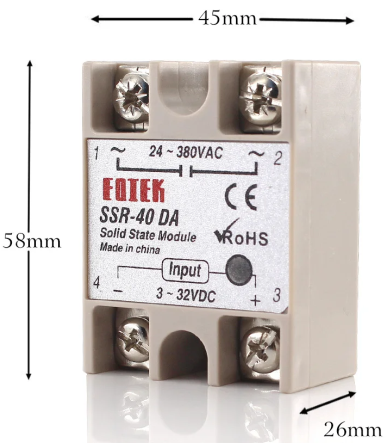 45mm
58mm
1 ~ 24 ~ 380VAC ~ 2
FQTEK
SSR-40 DA
CE
Solid State Module
RoHS
Made in china
Input
4 − 3 ~ 32VDC + 3
26mm